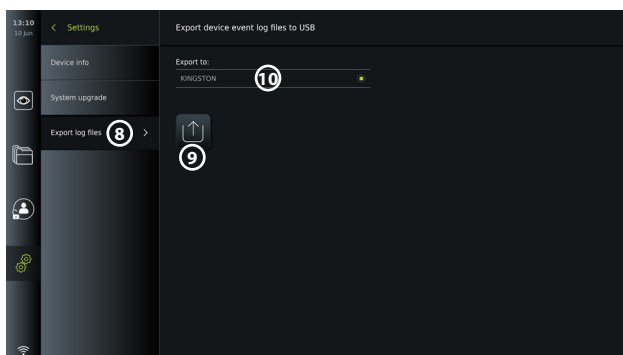 13:10
10 Jun
Settings
Export device event log files to USB
Device info
Export to:
KINGSTON
10
System upgrade
Export log files
8
9